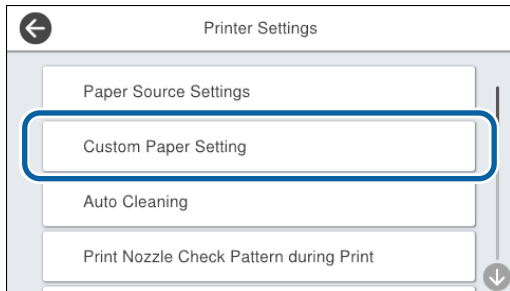 Printer Settings
Paper Source Settings
Custom Paper Setting
Auto Cleaning
Print Nozzle Check Pattern during Print